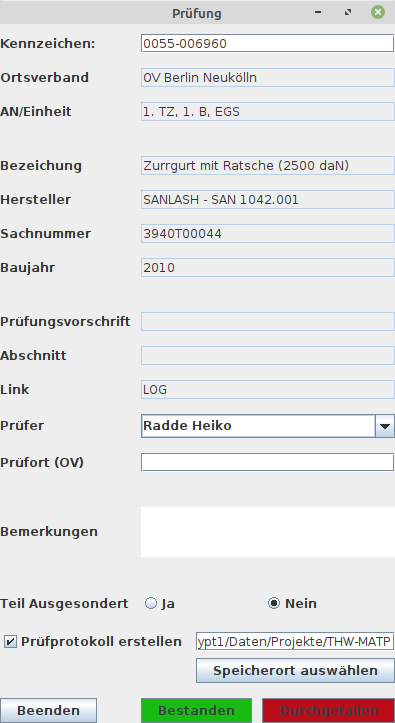 Prüfung
Kennzeichen: 0055-006960
Ortsverband OV Berlin Neukölln
AN/Einheit 1. TZ, 1. B, EGS
Bezeichung Zurrgurt mit Ratsche (2500 daN)
Hersteller SANLASH - SAN 1042.001
Sachnummer 3940T00044
Baujahr 2010
Prüfungsvorschrift
Abschnitt
Link LOG
Prüfer Radde Heiko
Prüfort (OV)
Bemerkungen
Teil Ausgesondert Ja Nein
Prüfprotokoll erstellen ypt1/Daten/Projekte/THW-MATP
Speicherort auswählen
Beenden Bestanden Durchgefallen